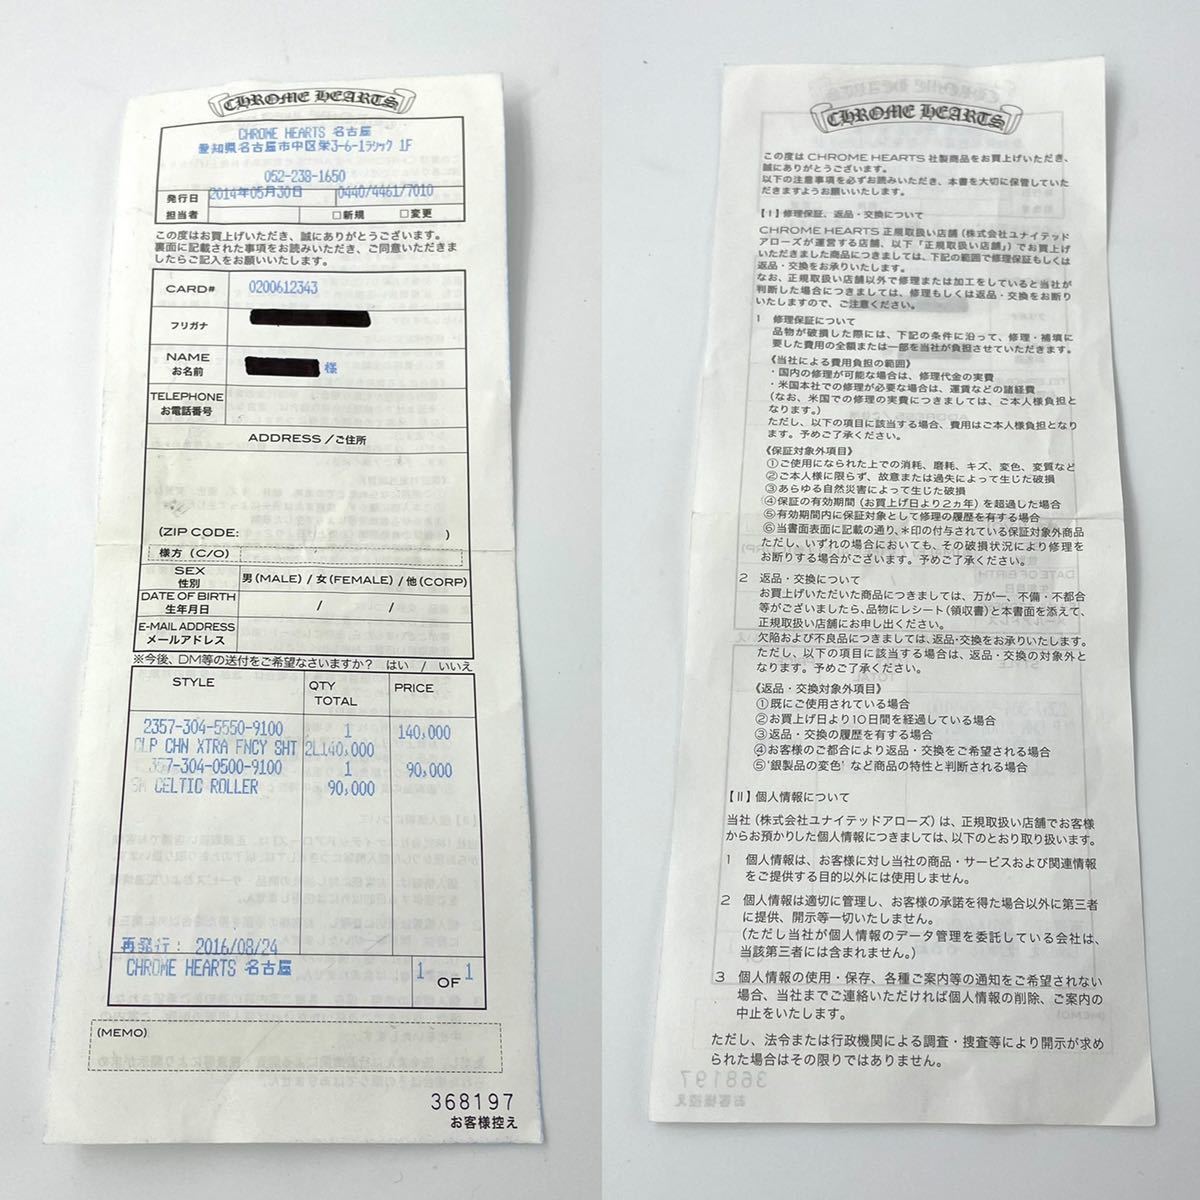 CHROME HEARTS
CHROME HEARTS 名古屋
愛知県名古屋市中区栄3-6-1ラシック 1F
052-238-1650
発行日 2014年05月30日 0440/4461/7010
担当者 □新規 □変更
この度はお買上げいただき、誠にありがとうございます。
裏面に記載された事項をお読みいただき、ご同意いただきま
したらご記入をお願いいたします。
CARD# 0200612343
フリガナ
NAME
お名前 様
TELEPHONE
お電話番号
ADDRESS／ご住所
(ZIP CODE: )
様方 (C/O)
SEX
性別 男(MALE) / 女(FEMALE) / 他(CORP)
DATE OF BIRTH
生年月日 / /
E-MAIL ADDRESS
メールアドレス
※今後、DM等の送付をご希望なさいますか？ はい / いいえ
STYLE QTY TOTAL PRICE
2357-304-5550-9100 1 140,000
CLP CHN XTRA FNCY SHT 2L140,000
357-304-0500-9100 1 90,000
SM CELTIC ROLLER 90,000
再発行： 2016/08/24
CHROME HEARTS 名古屋 1 OF 1
(MEMO)
368197
お客様控え
CHROME HEARTS
この度は CHROME HEARTS 社製商品をお買上げいただき、
誠にありがとうございます。
以下の注意事項を必ずお読みいただき、本書を大切に保管していた
だきますようお願いいたします。
【Ⅰ】修理保証、返品・交換について
CHROME HEARTS 正規取扱い店舗（株式会社ユナイテッド
アローズが運営する店舗、以下「正規取扱い店舗」）でお買上げ
いただきました商品につきましては、下記の範囲で修理保証もしくは
返品・交換をお承りいたします。
なお、正規取扱い店舗以外で修理または加工をしていると当社が
判断した場合につきましては、修理もしくは返品・交換をお断り
いたしますので、ご注意ください。
1 修理保証について
品物が破損した際には、下記の条件に沿って、修理・補填に
要した費用の全額または一部を当社が負担させていただきます。
《当社による費用負担の範囲》
・国内の修理が可能な場合は、修理代金の実費
・米国本社での修理が必要な場合は、運賃などの諸経費
（なお、米国での修理の実費につきましては、ご本人様負担と
なります。）
ただし、以下の項目に該当する場合、費用はご本人様負担となり
ます。予めご了承ください。
《保証対象外項目》
①ご使用になられた上での消耗、磨耗、キズ、変色、変質など
②ご本人様に限らず、故意または過失によって生じた破損
③あらゆる自然災害によって生じた破損
④保証の有効期間（お買上げ日より2ヵ年）を超過した場合
⑤有効期間内に保証対象として修理の履歴を有する場合
⑥当書面表面に記載の通り、＊印の付与されている保証対象外商品
ただし、いずれの場合においても、その破損状況により修理を
お断りする場合がございます。予めご了承ください。
2 返品・交換について
お買上げいただいた商品につきましては、万が一、不備・不都合
等がございましたら、品物にレシート（領収書）と本書面を添えて、
正規取扱い店舗にお申し出ください。
欠陥および不良品につきましては、返品・交換をお承りいたします。
ただし、以下の項目に該当する場合は、返品・交換の対象外と
なります。予めご了承ください。
《返品・交換対象外項目》
①既にご使用されている場合
②お買上げ日より10日間を経過している場合
③返品・交換の履歴を有する場合
④お客様のご都合により返品・交換をご希望される場合
⑤‘銀製品の変色’など商品の特性と判断される場合
【Ⅱ】個人情報について
当社（株式会社ユナイテッドアローズ）は、正規取扱い店舗でお客様
からお預かりした個人情報につきましては、以下のとおり取り扱います。
1 個人情報は、お客様に対し当社の商品・サービスおよび関連情報
をご提供する目的以外には使用しません。
2 個人情報は適切に管理し、お客様の承諾を得た場合以外に第三者
に提供、開示等一切いたしません。
（ただし当社が個人情報のデータ管理を委託している会社は、
当該第三者には含まれません。）
3 個人情報の使用・保存、各種ご案内等の通知をご希望されない
場合、当社までご連絡いただければ個人情報の削除、ご案内の
中止をいたします。
ただし、法令または行政機関による調査・捜査等により開示が求め
られた場合はその限りではありません。